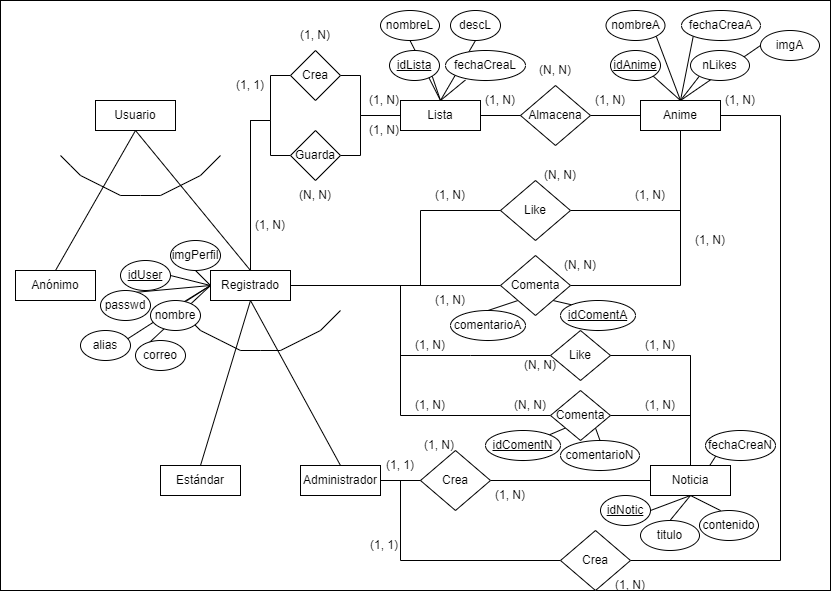 nombreL
descL
nombreA
fechaCreaA
imgA
(1, N)
Crea
idLista
fechaCreaL
idAnime
nLikes
(N, N)
(1, 1)
(1, N)
(1, N)
(1, N)
(1, N)
Usuario
Lista
Almacena
Anime
(1, N)
Guarda
(N, N)
(N, N)
(1, N)
(1, N)
Like
(1, N)
(1, N)
imgPerfil
idUser
(N, N)
Anónimo
Registrado
Comenta
passwd
nombre
(1, N)
comentarioA
idComentA
alias
correo
(1, N)
Like
(1, N)
(N, N)
(1, N)
(N, N)
Comenta
(1, N)
idComentN
comentarioN
fechaCreaN
(1, N)
(1, 1)
Estándar
Administrador
Crea
Noticia
(1, N)
idNotic
titulo
contenido
(1, 1)
Crea
(1, N)